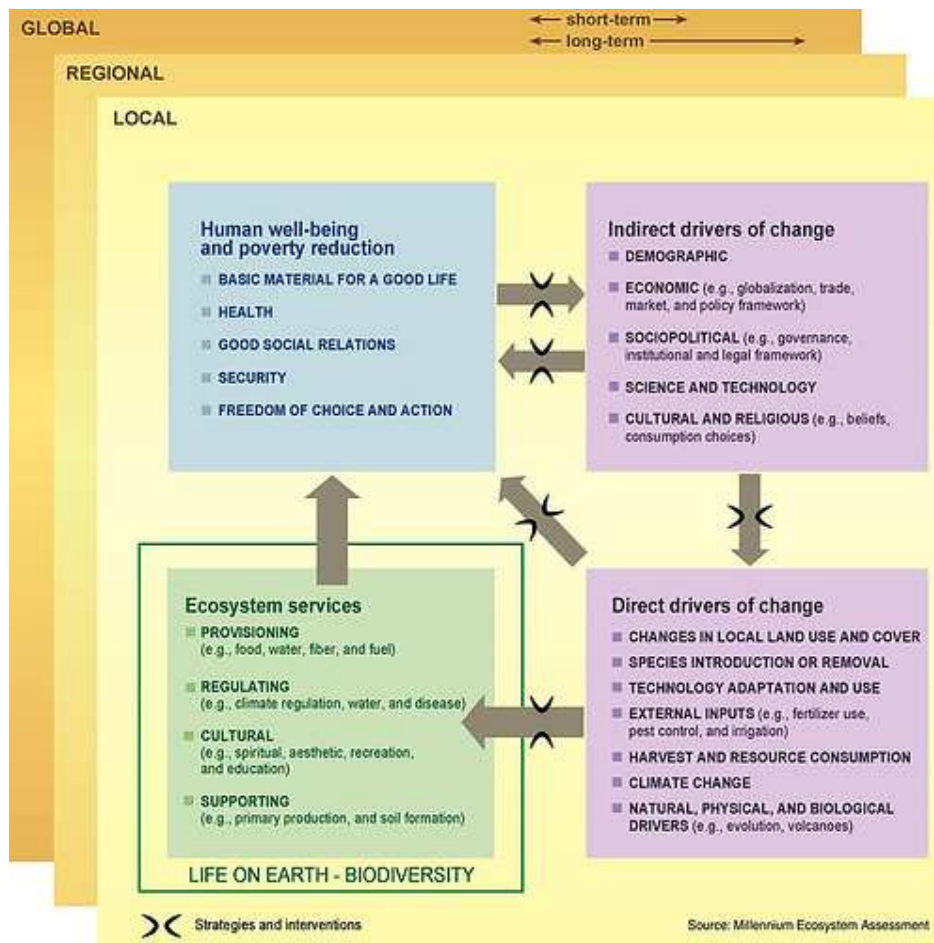 GLOBAL
short-term
long-term
REGIONAL
LOCAL
Human well-being
and poverty reduction
BASIC MATERIAL FOR A GOOD LIFE
HEALTH
GOOD SOCIAL RELATIONS
SECURITY
FREEDOM OF CHOICE AND ACTION
Indirect drivers of change
DEMOGRAPHIC
ECONOMIC (e.g., globalization, trade,
market, and policy framework)
SOCIOPOLITICAL (e.g., governance,
institutional and legal framework)
SCIENCE AND TECHNOLOGY
CULTURAL AND RELIGIOUS (e.g., beliefs,
consumption choices)
Ecosystem services
PROVISIONING
(e.g., food, water, fiber, and fuel)
REGULATING
(e.g., climate regulation, water, and disease)
CULTURAL
(e.g., spiritual, aesthetic, recreation,
and education)
SUPPORTING
(e.g., primary production, and soil formation)
LIFE ON EARTH - BIODIVERSITY
Direct drivers of change
CHANGES IN LOCAL LAND USE AND COVER
SPECIES INTRODUCTION OR REMOVAL
TECHNOLOGY ADAPTATION AND USE
EXTERNAL INPUTS (e.g., fertilizer use,
pest control, and irrigation)
HARVEST AND RESOURCE CONSUMPTION
CLIMATE CHANGE
NATURAL, PHYSICAL, AND BIOLOGICAL
DRIVERS (e.g., evolution, volcanoes)
Strategies and interventions
Source: Millennium Ecosystem Assessment